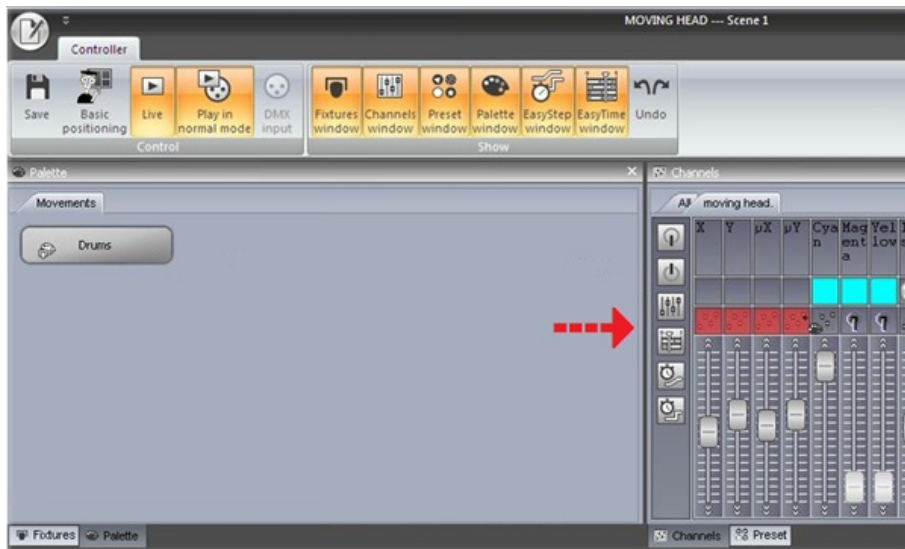 MOVING HEAD --- Scene 1
Controller
Save
Basic positioning
Live
Play in normal mode
DMX input
Fixtures window
Channels window
Preset window
Palette window
EasyStep window
EasyTime window
Undo
Control
Show
Palette
Channels
Movements
All
moving head.
Drums
X
Y
µX
µY
Cya
n
Mag
ent
a
Yel
low
Fixtures
Palette
Channels
Preset